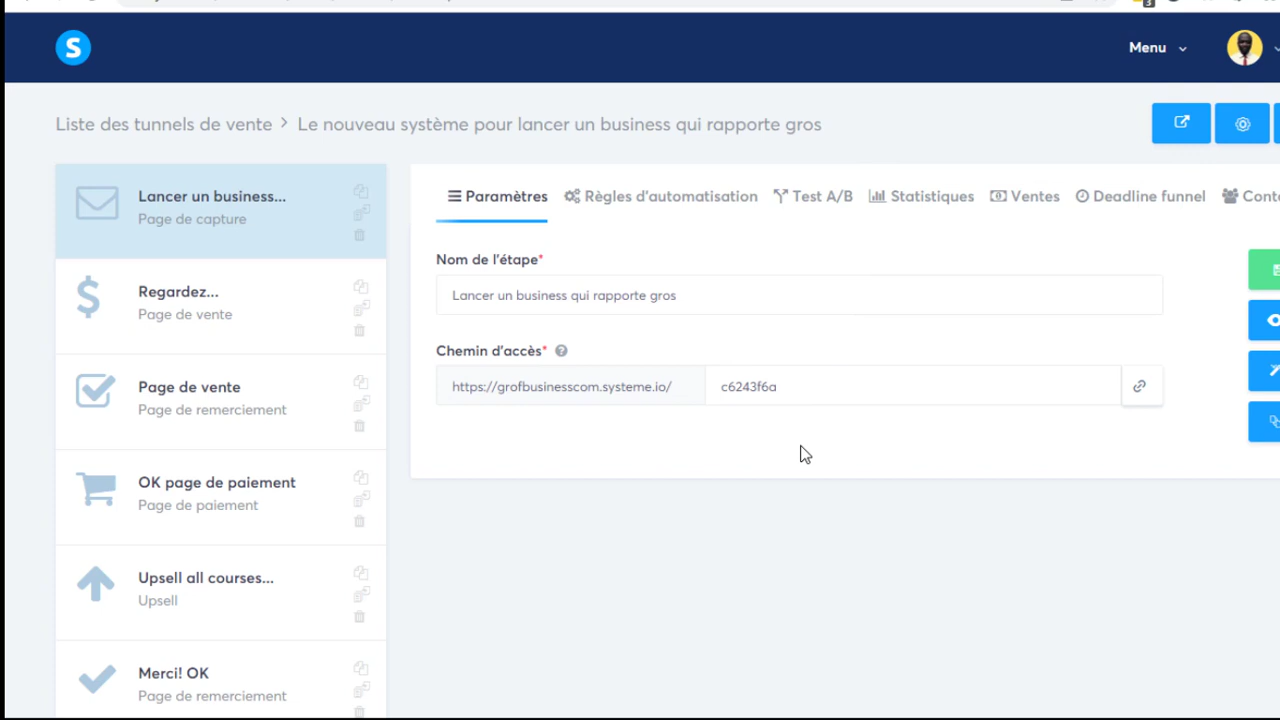 S
Menu
Liste des tunnels de vente > Le nouveau système pour lancer un business qui rapporte gros
Lancer un business...
Page de capture
Regardez...
Page de vente
Page de vente
Page de remerciement
OK page de paiement
Page de paiement
Upsell all courses...
Upsell
Merci! OK
Page de remerciement
Paramètres Règles d'automatisation Test A/B Statistiques Ventes Deadline funnel
Nom de l'étape*
Lancer un business qui rapporte gros
Chemin d'accès* ?
https://grofbusinesscom.systeme.io/ c6243f6a